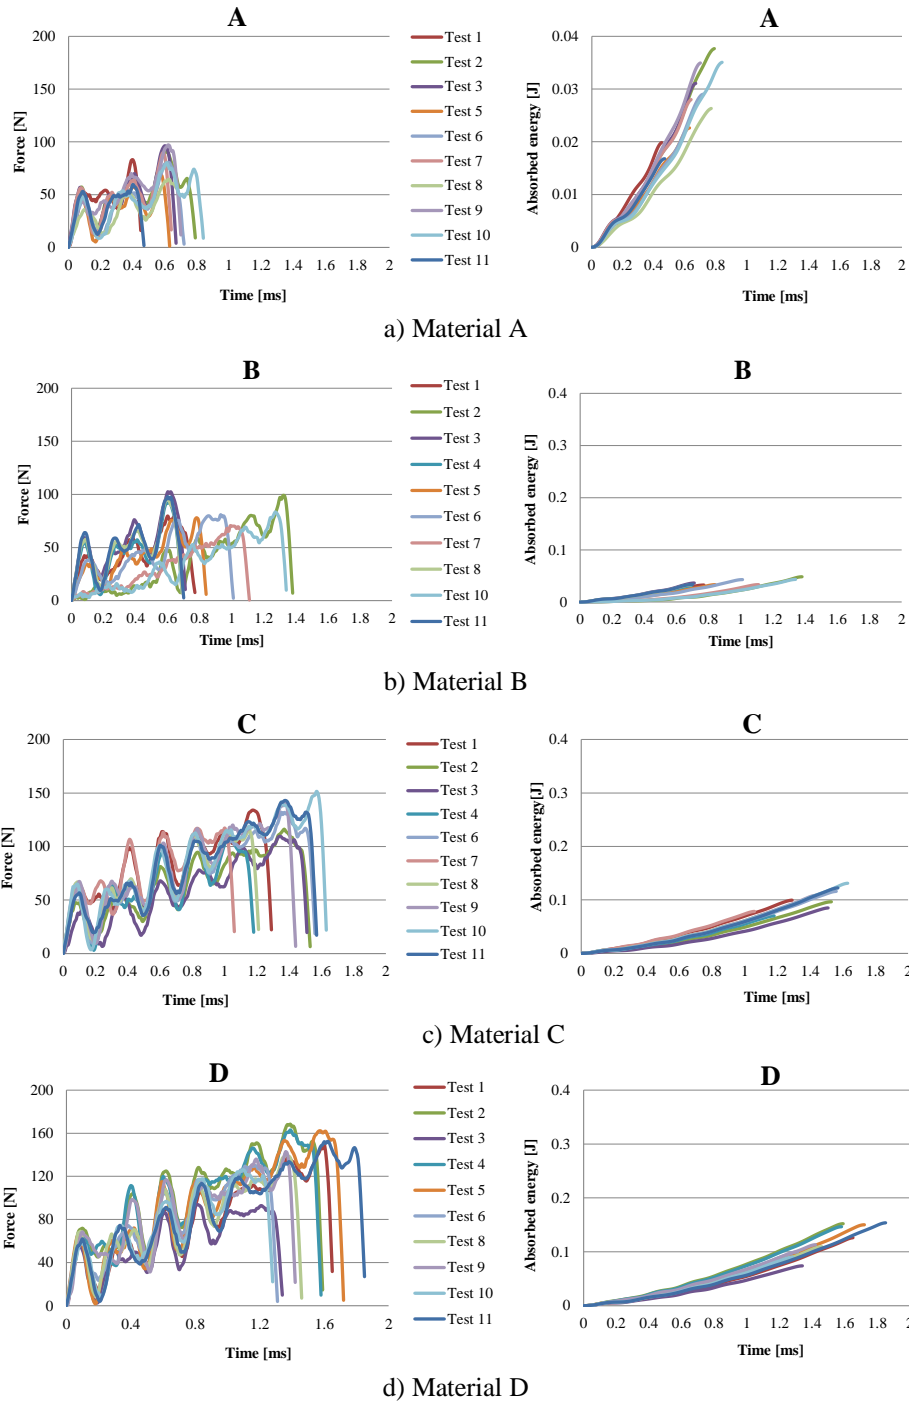 A
200
150
100
50
0
Force [N]
0 0.2 0.4 0.6 0.8 1 1.2 1.4 1.6 1.8 2
Time [ms]
Test 1
Test 2
Test 3
Test 5
Test 6
Test 7
Test 8
Test 9
Test 10
Test 11
A
0.04
0.03
0.02
0.01
0
Absorbed energy [J]
0 0.2 0.4 0.6 0.8 1 1.2 1.4 1.6 1.8 2
Time [ms]
a) Material A
B
200
150
100
50
0
Force [N]
0 0.2 0.4 0.6 0.8 1 1.2 1.4 1.6 1.8 2
Time [ms]
Test 1
Test 2
Test 3
Test 4
Test 5
Test 6
Test 7
Test 8
Test 10
Test 11
B
0.4
0.3
0.2
0.1
0
Absorbed energy [J]
0 0.2 0.4 0.6 0.8 1 1.2 1.4 1.6 1.8 2
Time [ms]
b) Material B
C
200
150
100
50
0
Force [N]
0 0.2 0.4 0.6 0.8 1 1.2 1.4 1.6 1.8 2
Time [ms]
Test 1
Test 2
Test 3
Test 4
Test 6
Test 7
Test 8
Test 9
Test 10
Test 11
C
0.4
0.3
0.2
0.1
0
Absorbed energy[J]
0 0.2 0.4 0.6 0.8 1 1.2 1.4 1.6 1.8 2
Time [ms]
c) Material C
D
200
160
120
80
40
0
Force [N]
0 0.2 0.4 0.6 0.8 1 1.2 1.4 1.6 1.8 2
Time [ms]
Test 1
Test 2
Test 3
Test 4
Test 5
Test 6
Test 8
Test 9
Test 10
Test 11
D
0.4
0.3
0.2
0.1
0
Absorbed energy [J]
0 0.2 0.4 0.6 0.8 1 1.2 1.4 1.6 1.8 2
Time [ms]
d) Material D